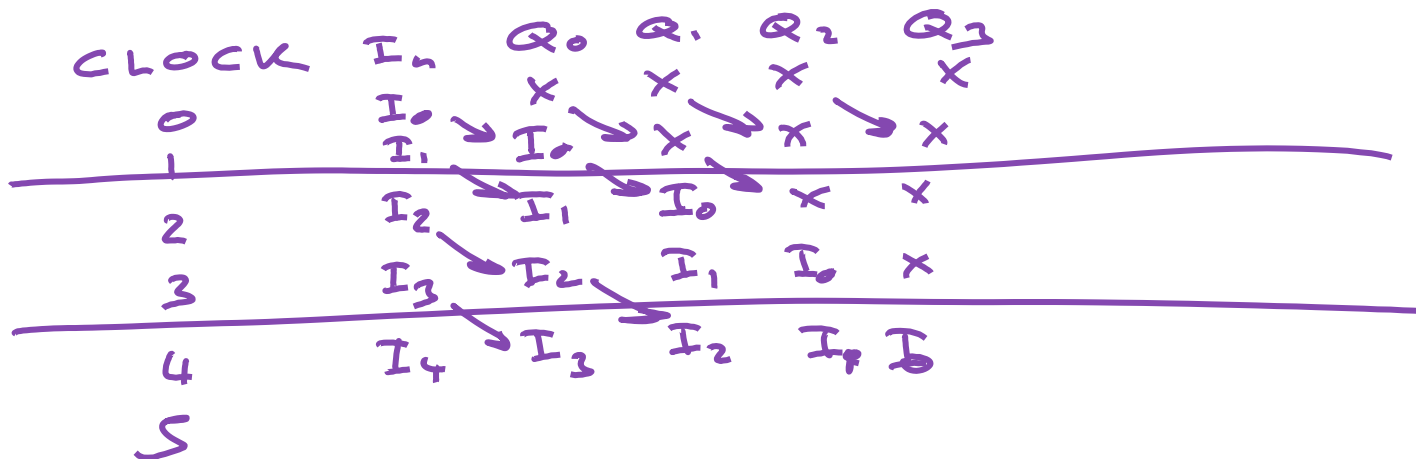 CLOCK In Q0 Q1 Q2 Q3
0 I0 X X X X
1 I1 I0 X X X
2 I2 I1 I0 X X
3 I3 I2 I1 I0 X
4 I4 I3 I2 I1 I0
5